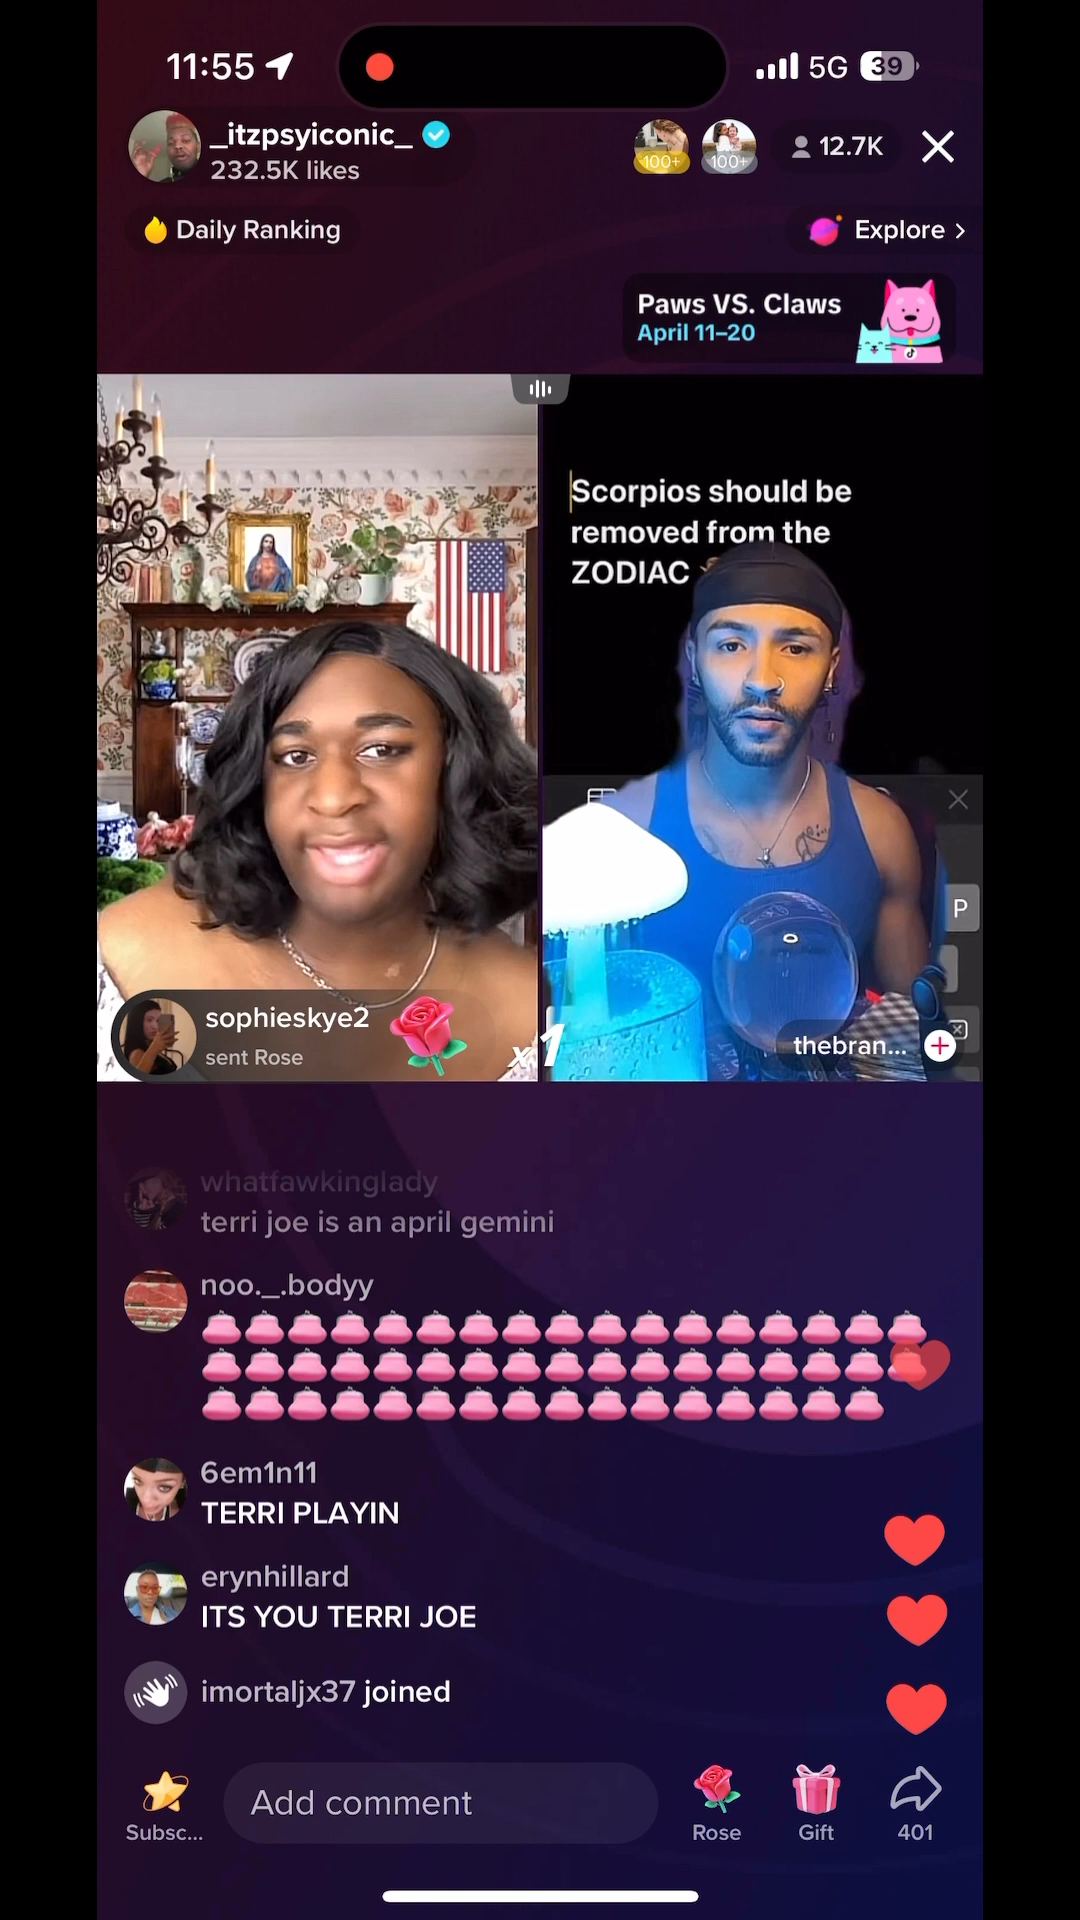 11:55
5G
39
_itzpsyiconic_
232.5K likes
100+
100+
12.7K
Daily Ranking
Explore >
Paws VS. Claws
April 11–20
Scorpios should be
removed from the
ZODIAC
P
sophieskye2
sent Rose
x1
thebran...
whatfawkinglady
terri joe is an april gemini
noo._.bodyy
6em1n11
TERRI PLAYIN
erynhillard
ITS YOU TERRI JOE
imortaljx37 joined
Subsc...
Add comment
Rose
Gift
401